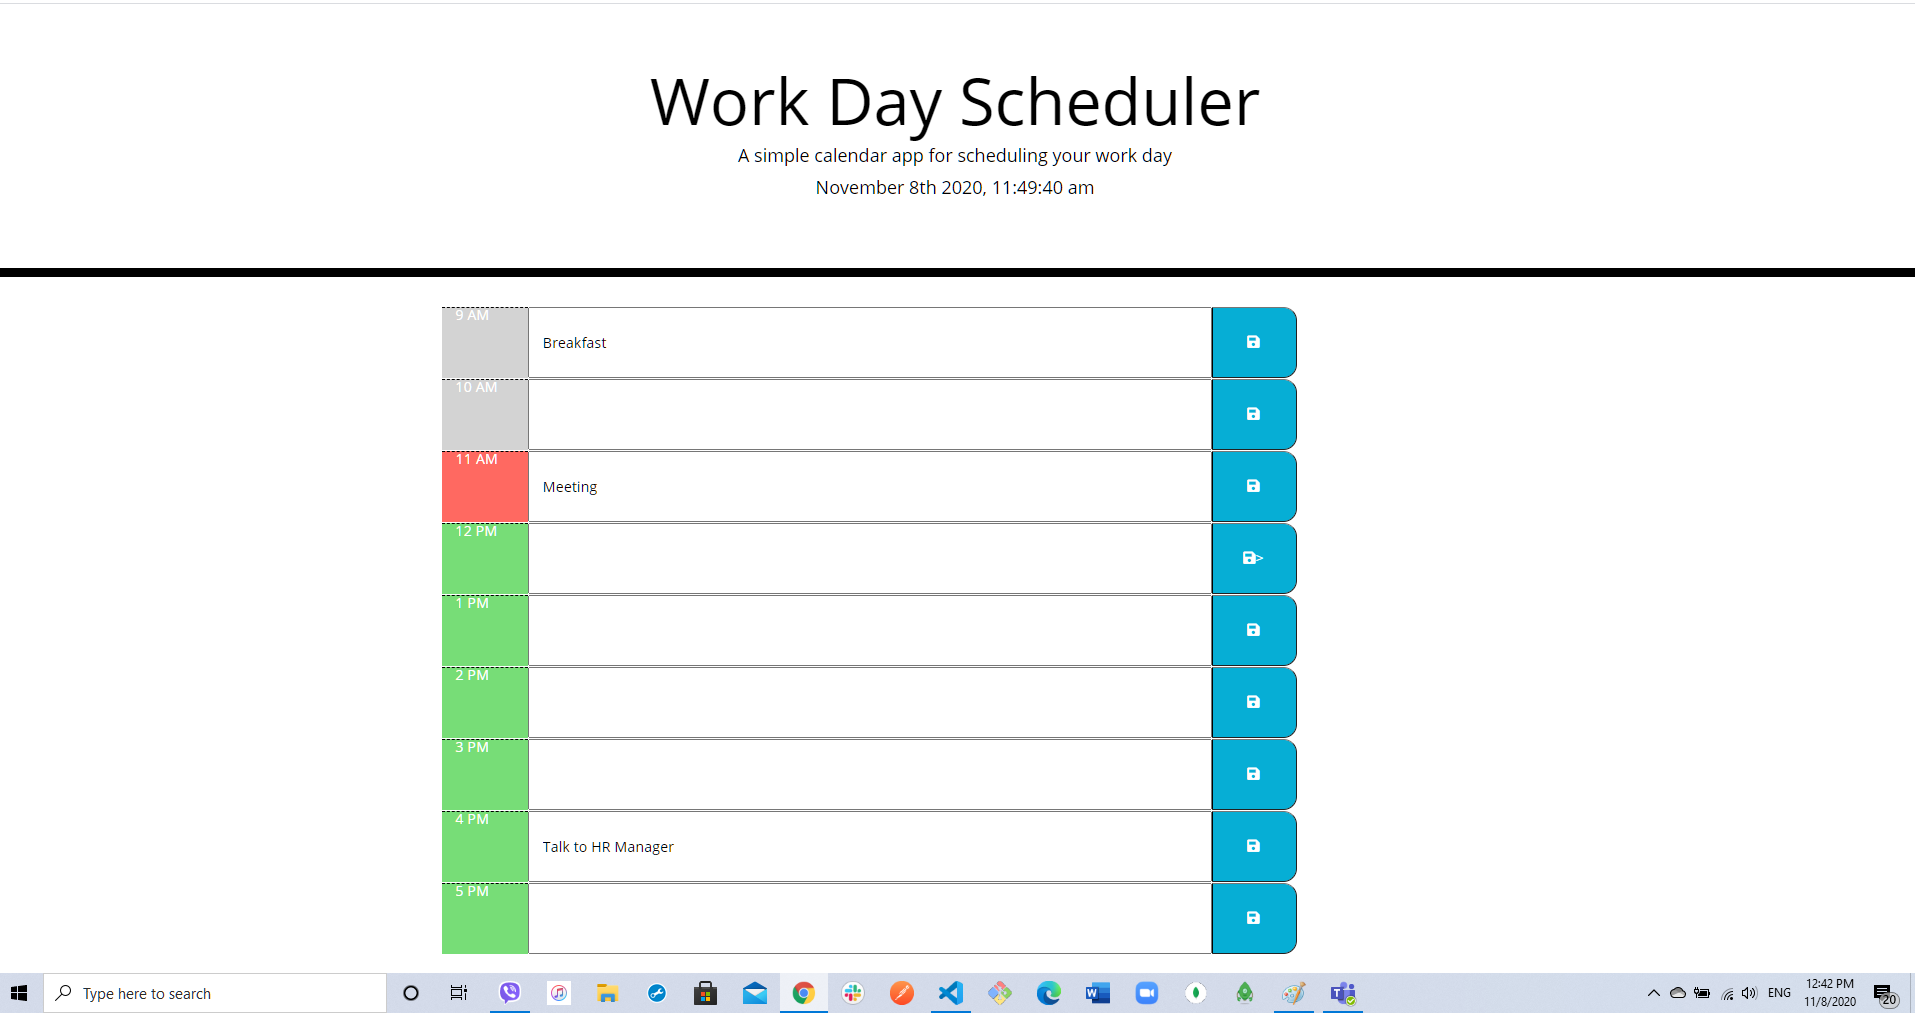 Work Day Scheduler
A simple calendar app for scheduling your work day
November 8th 2020, 11:49:40 am
9 AM
Breakfast
10 AM
11 AM
Meeting
12 PM
>
1 PM
2 PM
3 PM
4 PM
Talk to HR Manager
5 PM
Type here to search
ENG
12:42 PM
11/8/2020
20